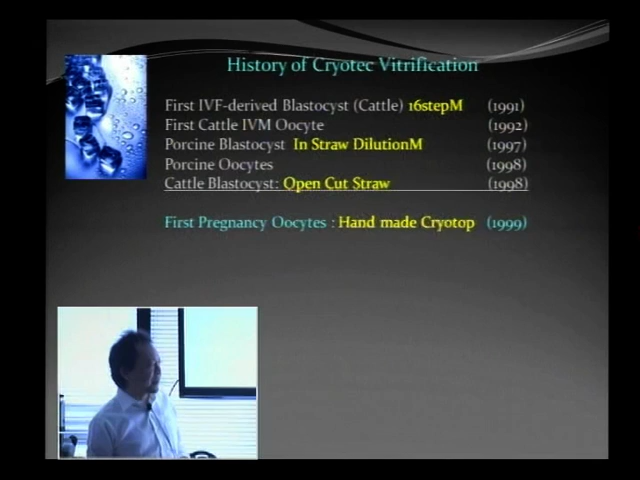 History of Cryotec Vitrification
First IVF-derived Blastocyst (Cattle) 16stepM (1991)
First Cattle IVM Oocyte (1992)
Porcine Blastocyst In Straw DilutionM (1997)
Porcine Oocytes (1998)
Cattle Blastocyst: Open Cut Straw (1998)
First Pregnancy Oocytes : Hand made Cryotop (1999)